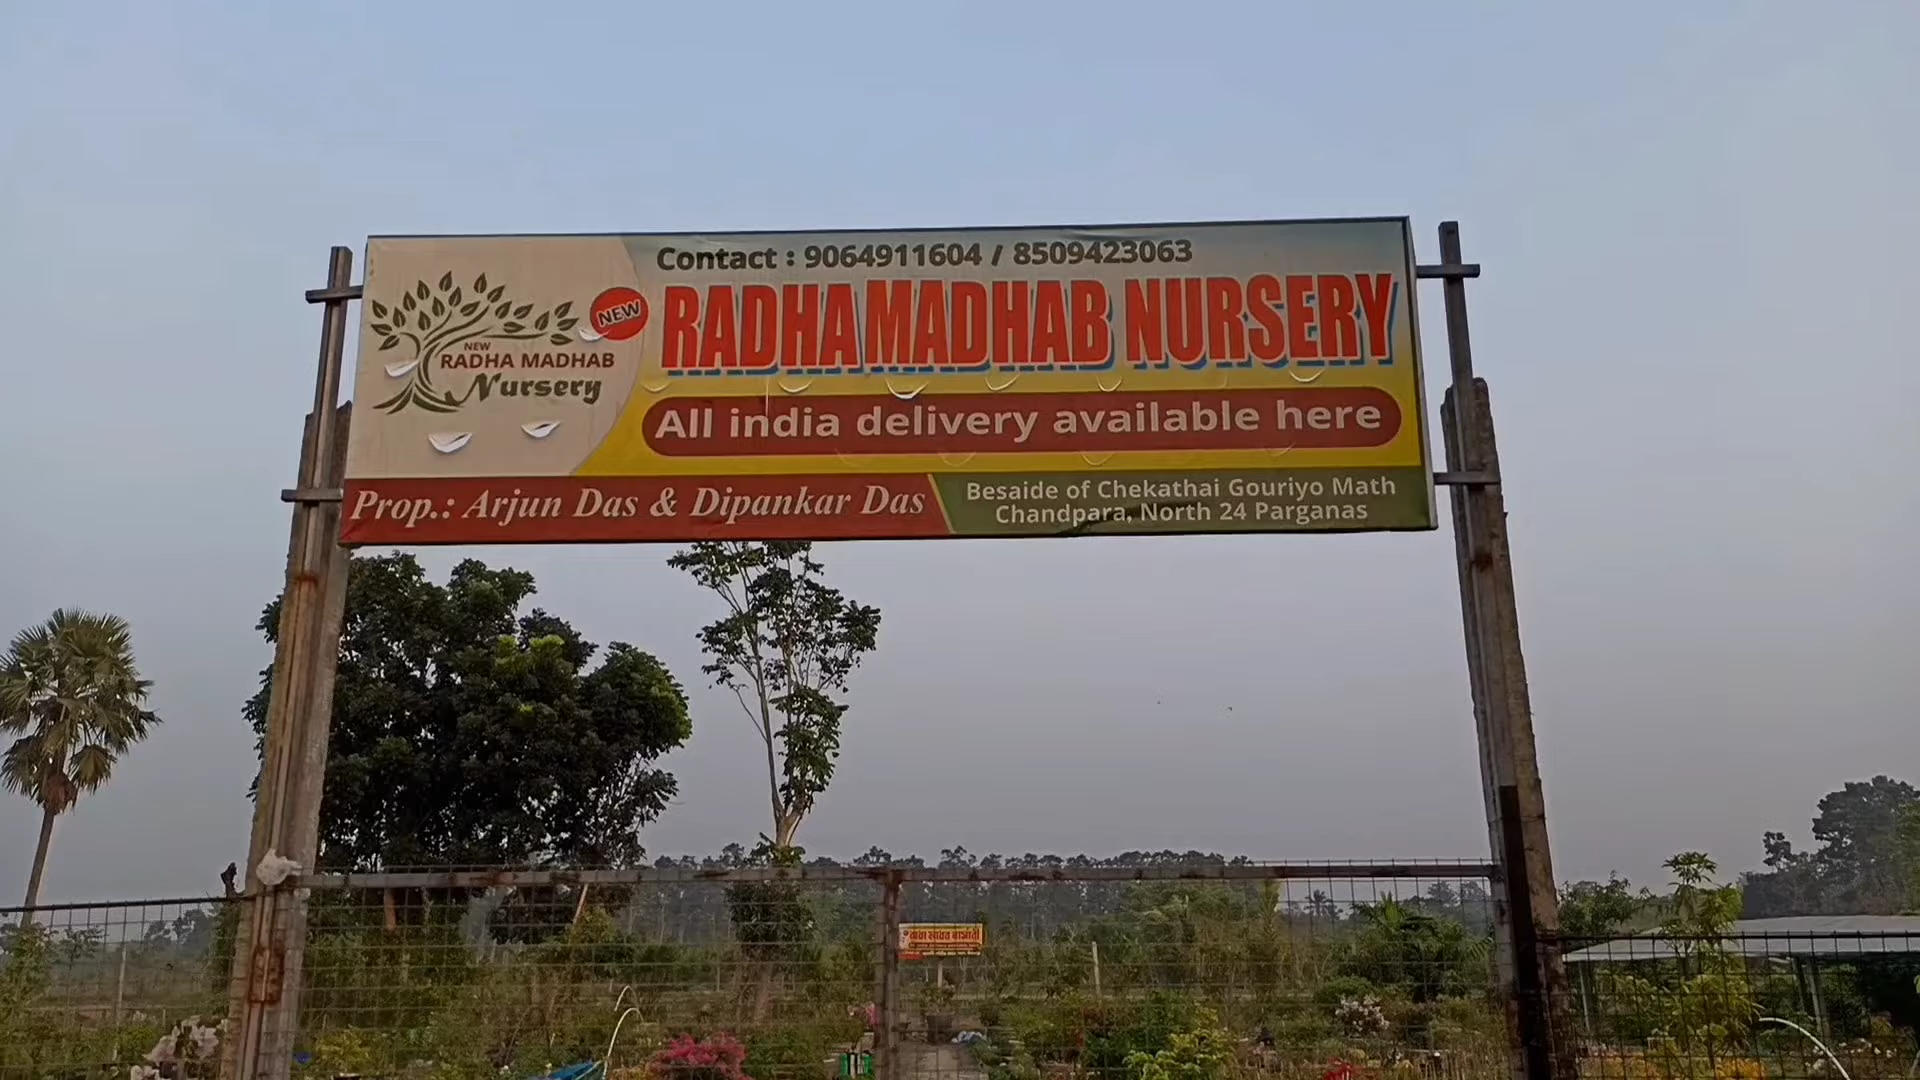 Contact : 9064911604 / 8509423063
NEW
RADHA MADHAB NURSERY
NEW
RADHA MADHAB
Nursery
All india delivery available here
Prop.: Arjun Das & Dipankar Das
Besaide of Chekathai Gouriyo Math
Chandpara, North 24 Parganas